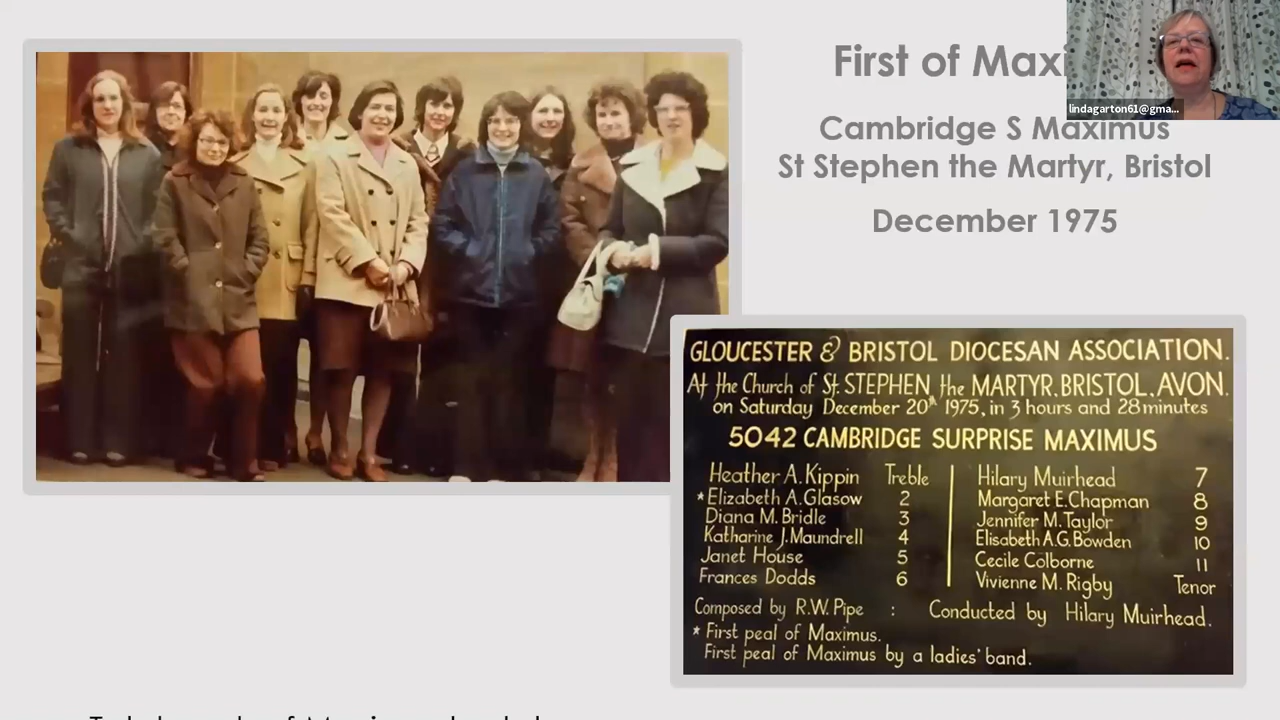 First of Maxi
Cambridge S Maximus
St Stephen the Martyr, Bristol
December 1975
lindagarton61@gma...
GLOUCESTER & BRISTOL DIOCESAN ASSOCIATION.
At the Church of St. STEPHEN the MARTYR, BRISTOL, AVON.
on Saturday December 20th 1975, in 3 hours and 28 minutes
5042 CAMBRIDGE SURPRISE MAXIMUS
Heather A. Kippin Treble
*Elizabeth A. Glasow 2
Diana M. Bridle 3
Katharine J. Maundrell 4
Janet House 5
Frances Dodds 6
Hilary Muirhead 7
Margaret E. Chapman 8
Jennifer M. Taylor 9
Elisabeth A.G. Bowden 10
Cecile Colborne 11
Vivienne M. Rigby Tenor
Composed by R.W. Pipe : Conducted by Hilary Muirhead.
* First peal of Maximus.
First peal of Maximus by a ladies' band.